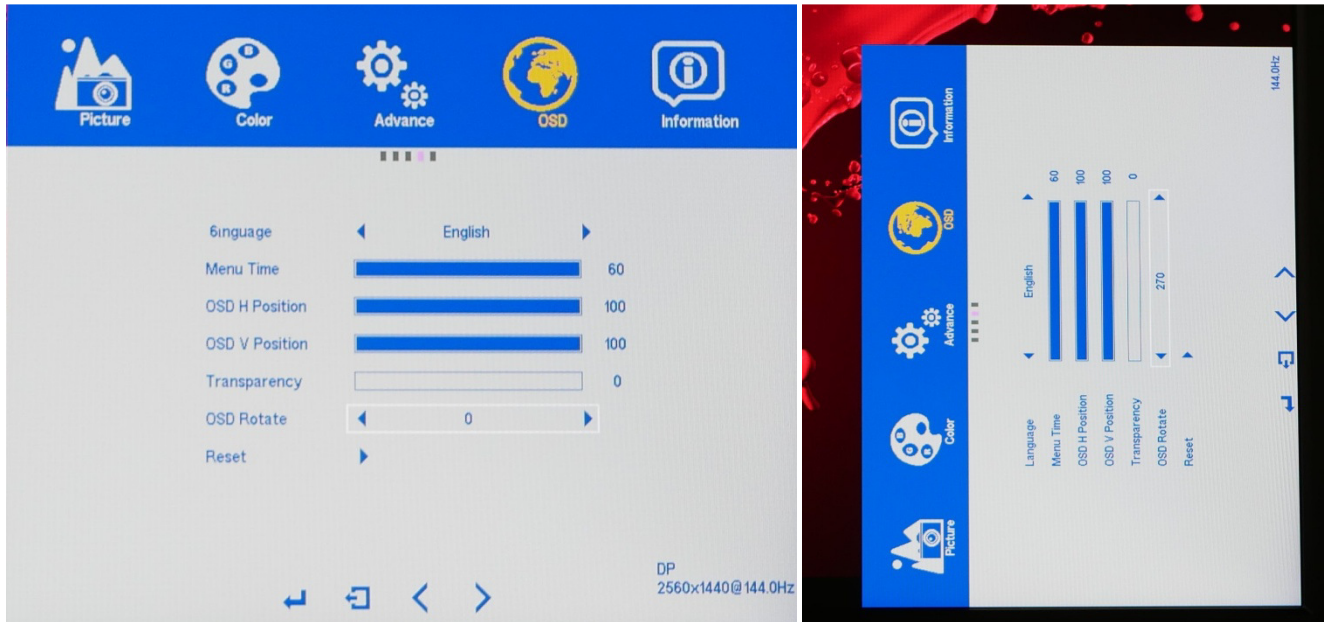 Picture
Color
Advance
OSD
Information
B
G
R
6inguage English
Menu Time 60
OSD H Position 100
OSD V Position 100
Transparency 0
OSD Rotate 0
Reset
DP
2560x1440@144.0Hz
Picture
Color
Advance
OSD
Information
Language English
Menu Time 60
OSD H Position 100
OSD V Position 100
Transparency 0
OSD Rotate 270
Reset
144.0Hz